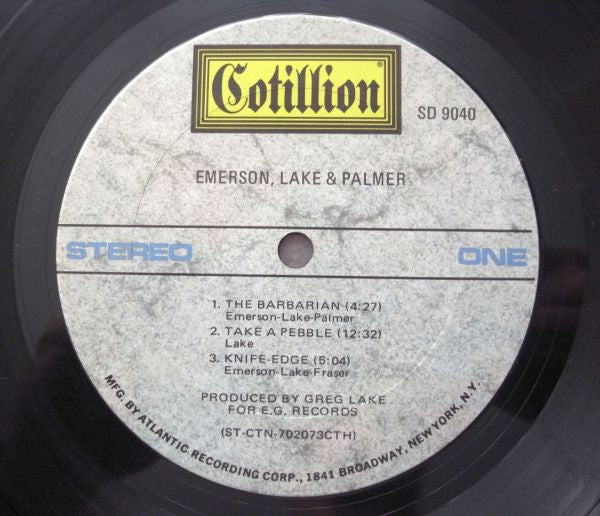 Cotillion®
SD 9040
EMERSON, LAKE & PALMER
STEREO ONE
1. THE BARBARIAN (4:27)
Emerson-Lake-Palmer
2. TAKE A PEBBLE (12:32)
Lake
3. KNIFE-EDGE (5:04)
Emerson-Lake-Fraser
PRODUCED BY GREG LAKE
FOR E.G. RECORDS
(ST-CTN-702073CTH)
MFG. BY ATLANTIC RECORDING CORP., 1841 BROADWAY, NEW YORK, N.Y.